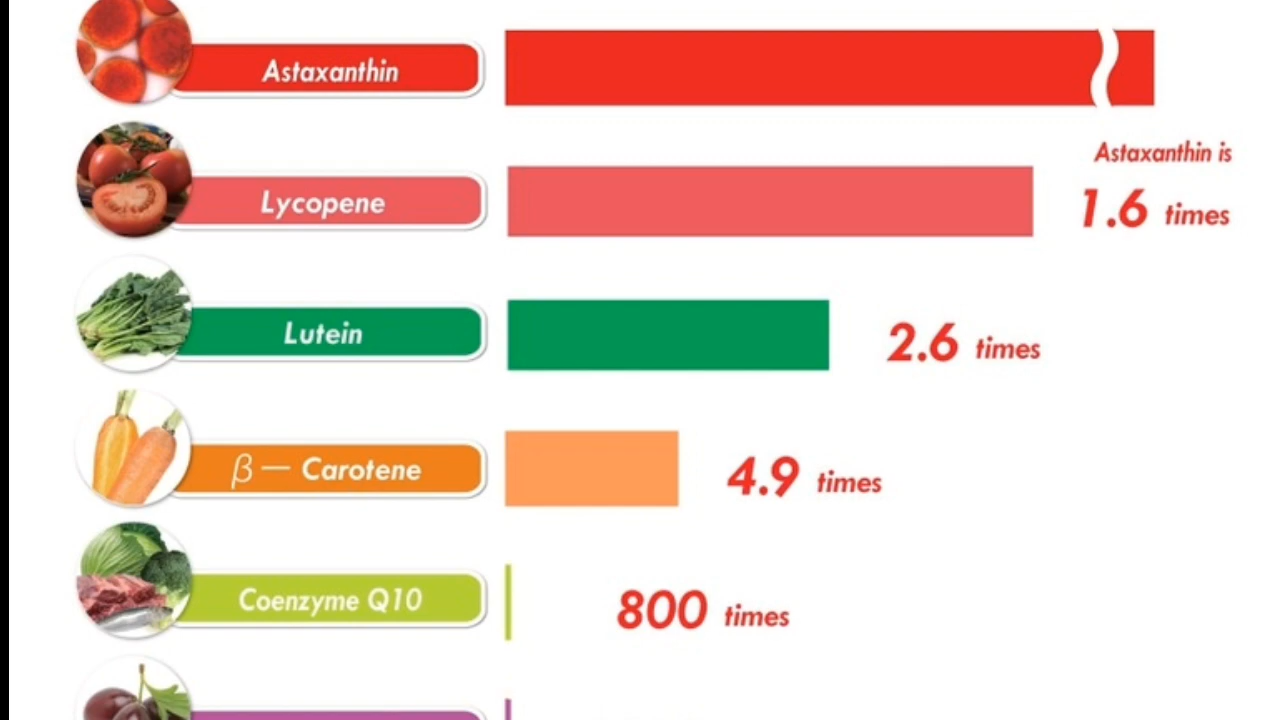 Astaxanthin
Astaxanthin is
Lycopene
1.6 times
Lutein
2.6 times
β— Carotene
4.9 times
Coenzyme Q10
800 times